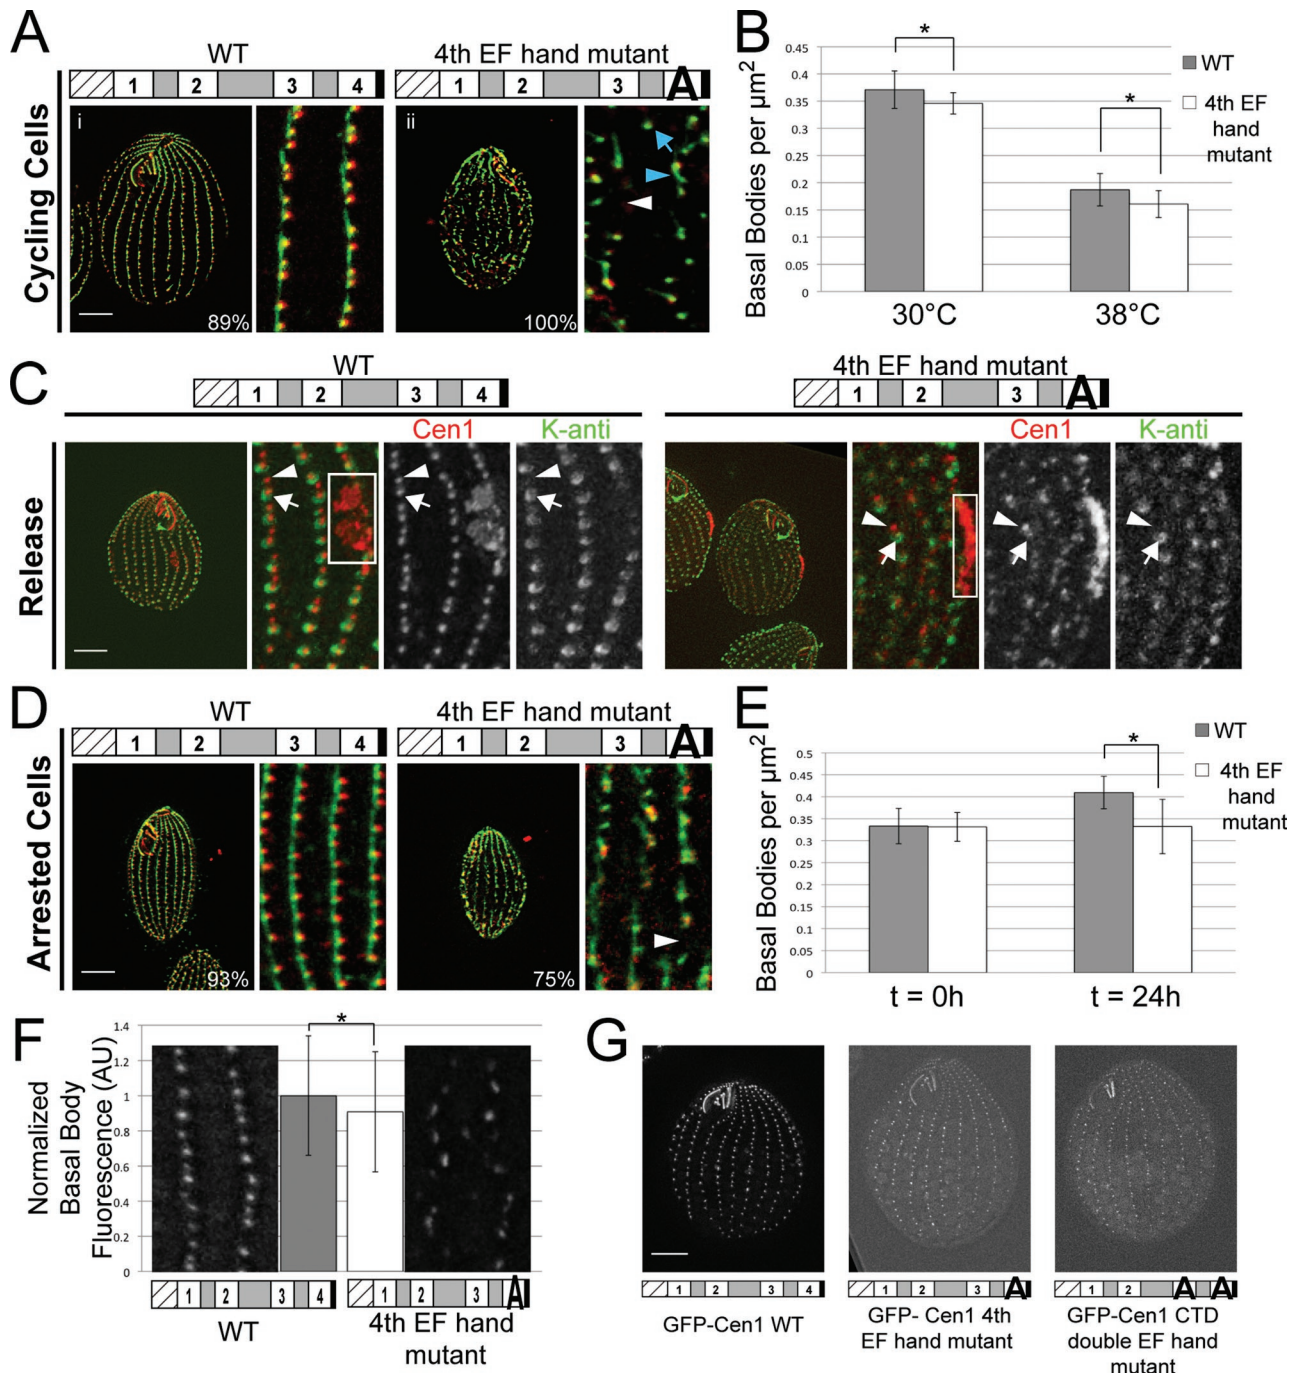 A
WT
4th EF hand mutant
1 2 3 4
1 2 3 A
Cycling Cells
i
ii
89%
100%
B
Basal Bodies per µm²
0.45
0.4
0.35
0.3
0.25
0.2
0.15
0.1
0.05
0
*
*
WT
4th EF
hand
mutant
30°C
38°C
C
WT
4th EF hand mutant
1 2 3 4
1 2 3 A
Cen1
K-anti
Cen1
K-anti
Release
D
WT
4th EF hand mutant
1 2 3 4
1 2 3 A
Arrested Cells
93%
75%
E
Basal Bodies per µm²
0.5
0.45
0.4
0.35
0.3
0.25
0.2
0.15
0.1
0.05
0
*
WT
4th EF
hand
mutant
t = 0h
t = 24h
F
Normalized
Basal Body
Fluorescence (AU)
1.4
1.2
1
0.8
0.6
0.4
0.2
0
*
1 2 3 4
1 2 3 A
WT
4th EF hand
mutant
G
1 2 3 4
1 2 3 A
1 2 A A
GFP-Cen1 WT
GFP- Cen1 4th
EF hand mutant
GFP-Cen1 CTD
double EF hand
mutant